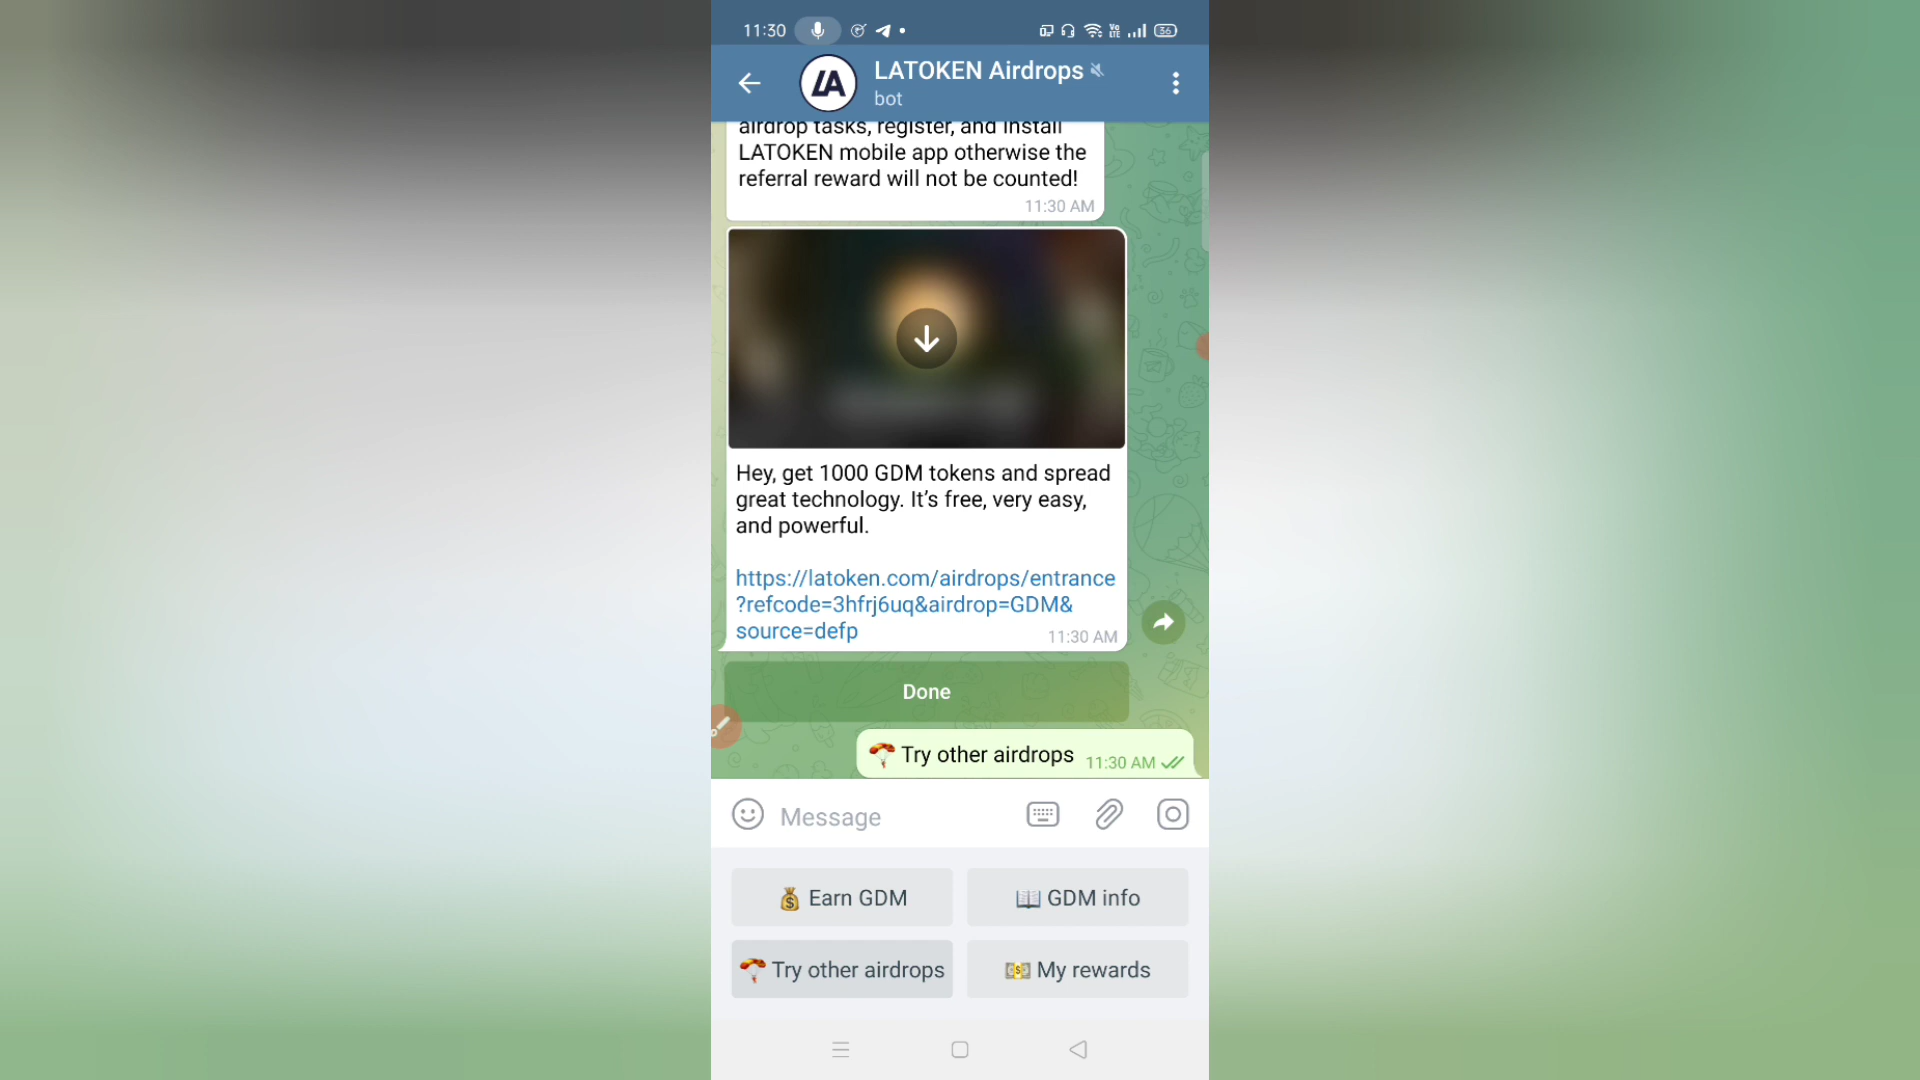 11:30
36
LATOKEN Airdrops
bot
airdrop tasks, register, and install
LATOKEN mobile app otherwise the
referral reward will not be counted!
11:30 AM
Hey, get 1000 GDM tokens and spread
great technology. It’s free, very easy,
and powerful.
https://latoken.com/airdrops/entrance
?refcode=3hfrj6uq&airdrop=GDM&
source=defp
11:30 AM
Done
Try other airdrops 11:30 AM
Message
Earn GDM
GDM info
Try other airdrops
My rewards